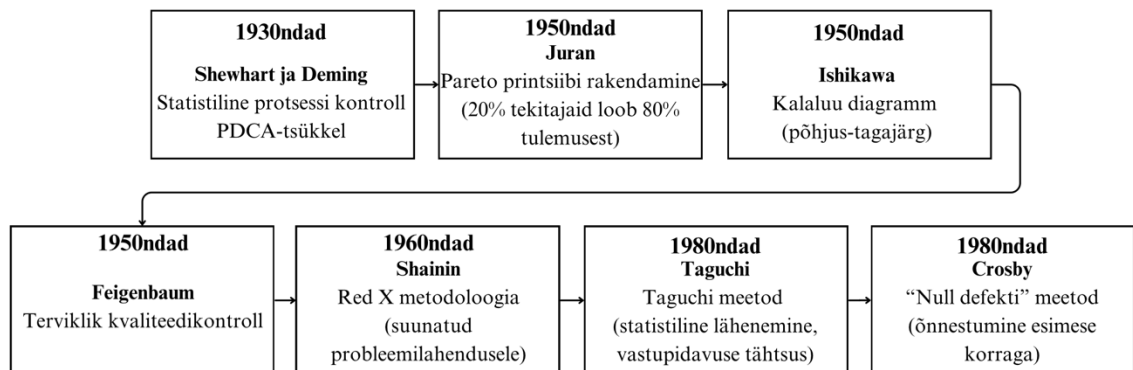 1930ndad
Shewhart ja Deming
Statistiline protsessi kontroll
PDCA-tsükkel
1950ndad
Juran
Pareto printsiibi rakendamine
(20% tekitajaid loob 80%
tulemusest)
1950ndad
Ishikawa
Kalaluu diagramm
(põhjus-tagajärg)
1950ndad
Feigenbaum
Terviklik kvaliteedikontroll
1960ndad
Shainin
Red X metodoloogia
(suunatud
probleemilahendusele)
1980ndad
Taguchi
Taguchi meetod
(statistiline lähenemine,
vastupidavuse tähtsus)
1980ndad
Crosby
“Null defekti” meetod
(õnnestumine esimese
korraga)